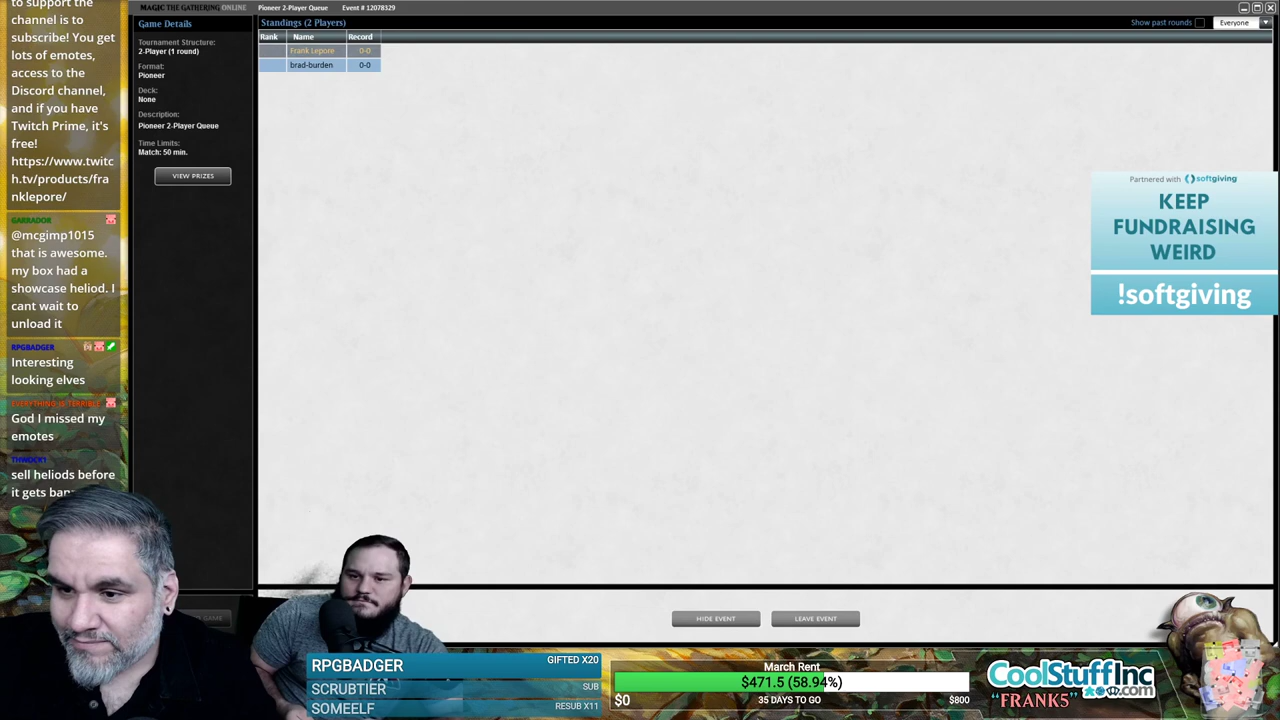 to support the
channel is to
subscribe! You get
lots of emotes,
access to the
Discord channel,
and if you have
Twitch Prime, it's
free!
https://www.twitc
h.tv/products/fra
nklepore/
GARRADOR
@mcgimp1015
that is awesome.
my box had a
showcase heliod. I
cant wait to
unload it
RPGBADGER
Interesting
looking elves
EVERYTHING IS TERRIBLE
God I missed my
emotes
sell heliods before
it gets
MAGIC THE GATHERING ONLINE Pioneer 2-Player Queue Event # 12078329
Game Details
Tournament Structure:
2-Player (1 round)
Format:
Pioneer
Deck:
None
Description:
Pioneer 2-Player Queue
Time Limits:
Match: 50 min.
VIEW PRIZES
GAME
Standings (2 Players)
Show past rounds Everyone
Rank Name Record
Frank Lepore 0-0
brad-burden 0-0
Partnered with softgiving
KEEP
FUNDRAISING
WEIRD
!softgiving
HIDE EVENT LEAVE EVENT
RPGBADGER GIFTED X20
SCRUBTIER SUB
SOMEELF RESUB X11
March Rent
$471.5 (58.94%)
$0 35 DAYS TO GO $800
CoolStuffInc
.com
"FRANK5"